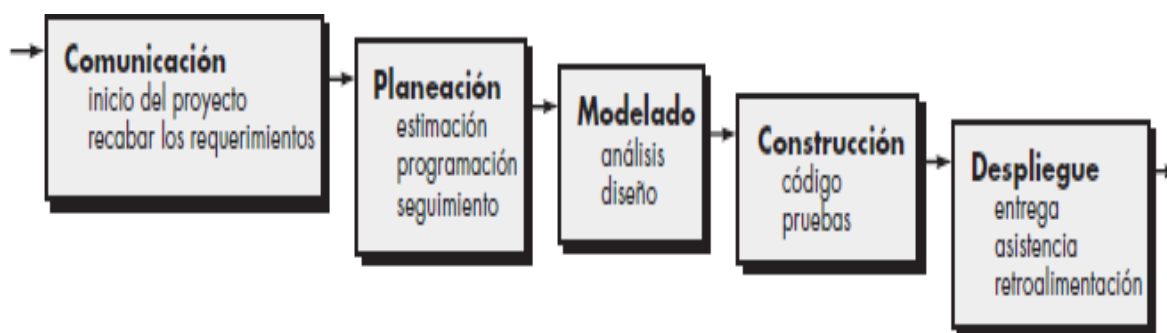 Comunicación
inicio del proyecto
recabar los requerimientos
Planeación
estimación
programación
seguimiento
Modelado
análisis
diseño
Construcción
código
pruebas
Despliegue
entrega
asistencia
retroalimentación